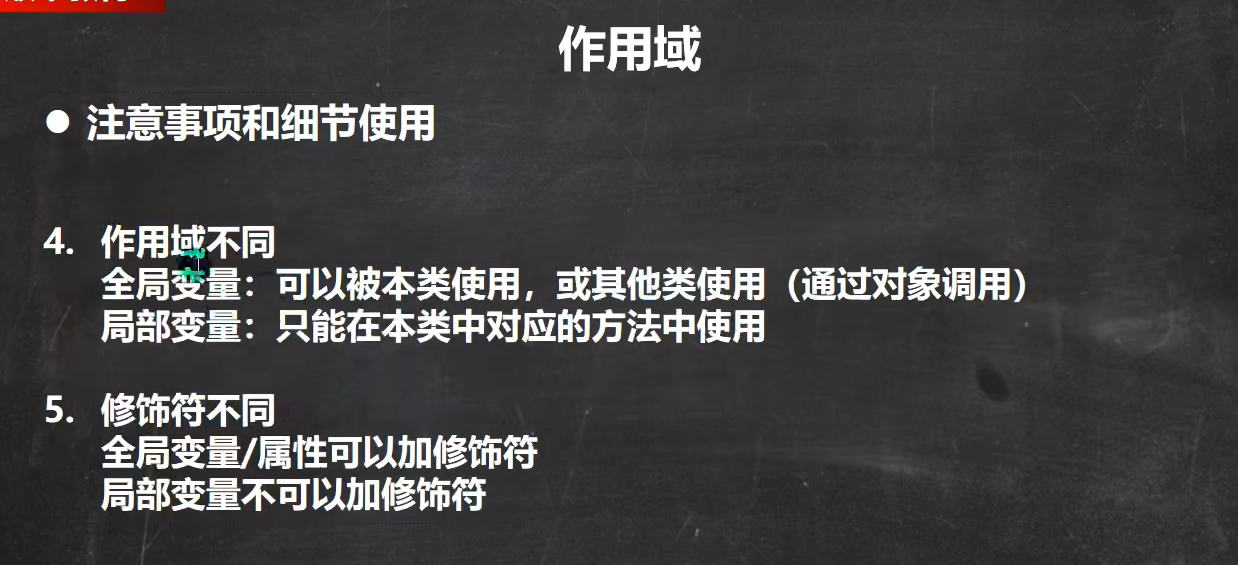 作用域
● 注意事项和细节使用
4. 作用域不同
全局变量：可以被本类使用，或其他类使用（通过对象调用）
局部变量：只能在本类中对应的方法中使用
5. 修饰符不同
全局变量/属性可以加修饰符
局部变量不可以加修饰符